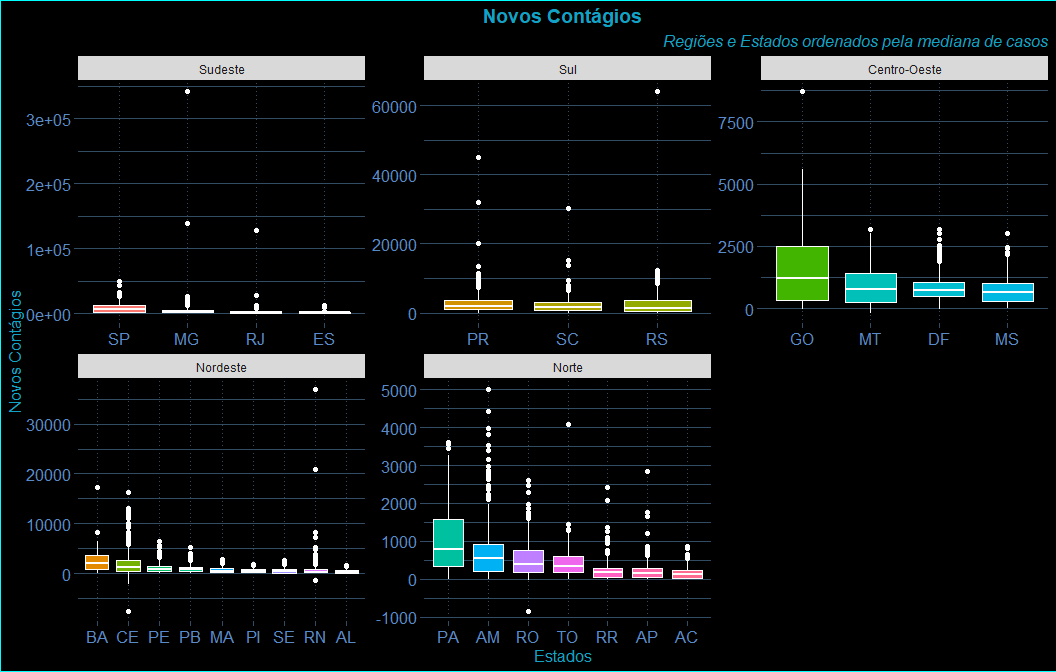 Novos Contágios
Regiões e Estados ordenados pela mediana de casos
Novos Contágios
Sudeste
3e+05
2e+05
1e+05
0e+00
SP MG RJ ES
Sul
60000
40000
20000
0
PR SC RS
Centro-Oeste
7500
5000
2500
0
GO MT DF MS
Nordeste
30000
20000
10000
0
BA CE PE PB MA PI SE RN AL
Norte
5000
4000
3000
2000
1000
0
-1000
PA AM RO TO RR AP AC
Estados